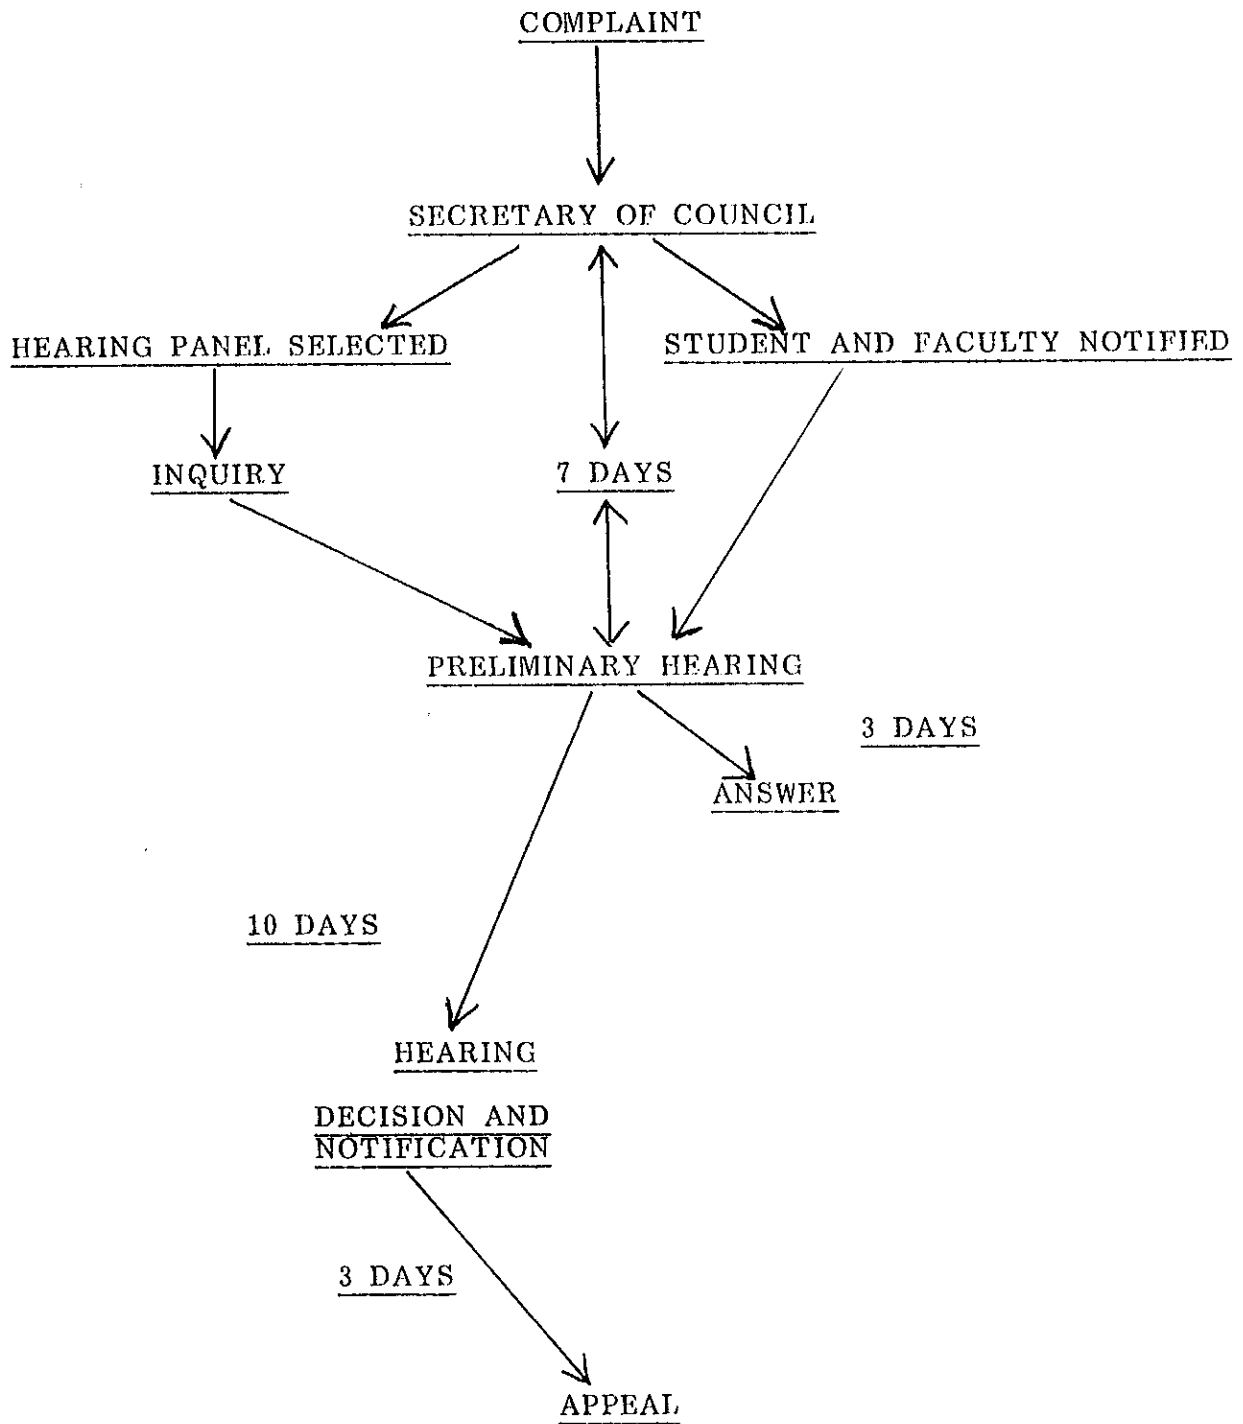 COMPLAINT
SECRETARY OF COUNCIL
HEARING PANEL SELECTED
STUDENT AND FACULTY NOTIFIED
INQUIRY
7 DAYS
PRELIMINARY HEARING
3 DAYS
ANSWER
10 DAYS
HEARING
DECISION AND
NOTIFICATION
3 DAYS
APPEAL